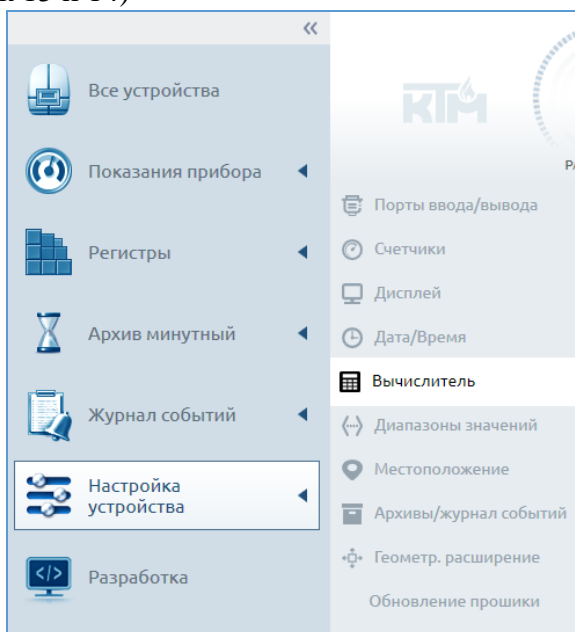 «
Все устройства
Показания прибора
Регистры
Архив минутный
Журнал событий
Настройка
устройства
Разработка
КТМ
Порты ввода/вывода
Счетчики
Дисплей
Дата/Время
Вычислитель
Диапазоны значений
Местоположение
Архивы/журнал событий
Геометр. расширение
Обновление прошики